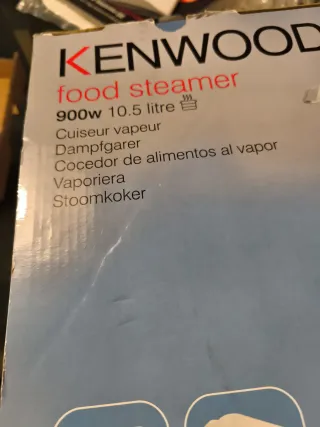 KENWOOD
food steamer
900w 10.5 litre
Cuiseur vapeur
Dampfgarer
Cocedor de alimentos al vapor
Vaporiera
Stoomkoker